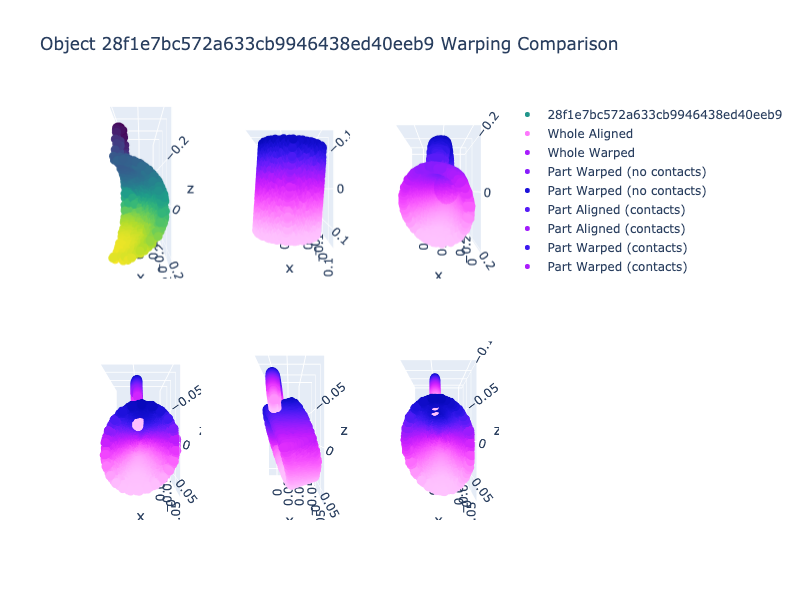 Object 28f1e7bc572a633cb9946438ed40eeb9 Warping Comparison
28f1e7bc572a633cb9946438ed40eeb9
Whole Aligned
Whole Warped
Part Warped (no contacts)
Part Warped (no contacts)
Part Aligned (contacts)
Part Aligned (contacts)
Part Warped (contacts)
Part Warped (contacts)
−0.2
z
0
0.2
x
0
0.1
x
0.1
−0.2
0
0.2
x
−0.05
z
0
0.05
x
−0.05
z
0
x
z
0
0.05
x